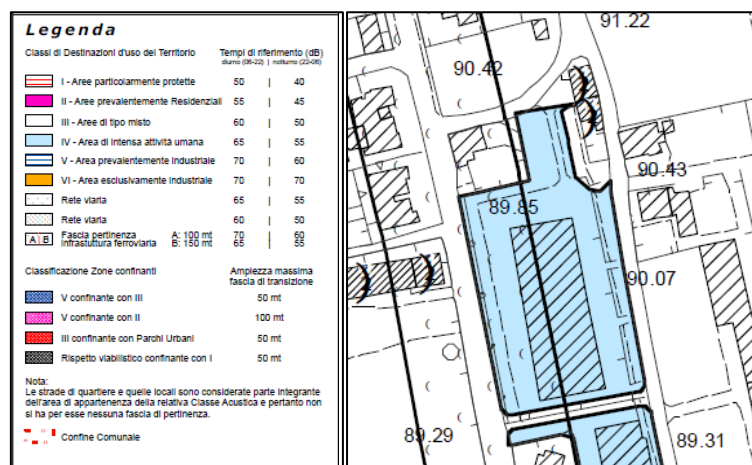 Legenda
Classi di Destinazioni d'uso del Territorio
Tempi di riferimento (dB)
diurno (06-22) | notturno (22-06)
I - Aree particolarmente protette 50 | 40
II - Aree prevalentemente Residenziali 55 | 45
III - Aree di tipo misto 60 | 50
IV - Area di intensa attività umana 65 | 55
V - Area prevalentemente Industriale 70 | 60
VI - Area esclusivamente Industriale 70 | 70
Rete viaria 65 | 55
Rete viaria 60 | 50
A B Fascia pertinenza A: 100 mt 70 | 60
infrastuttura ferroviaria B: 150 mt 65 | 55
Classificazione Zone confinanti
Ampiezza massima
fascia di transizione
V confinante con III 50 mt
V confinante con II 100 mt
III confinante con Parchi Urbani 50 mt
Rispetto viabilistico confinante con I 50 mt
Nota:
Le strade di quartiere e quelle locali sono considerate parte integrante
dell'area di appartenenza della relativa Classe Acustica e pertanto non
si ha per esse nessuna fascia di pertinenza.
Confine Comunale
91.22
90.42
90.43
89.85
90.07
89.29
89.31